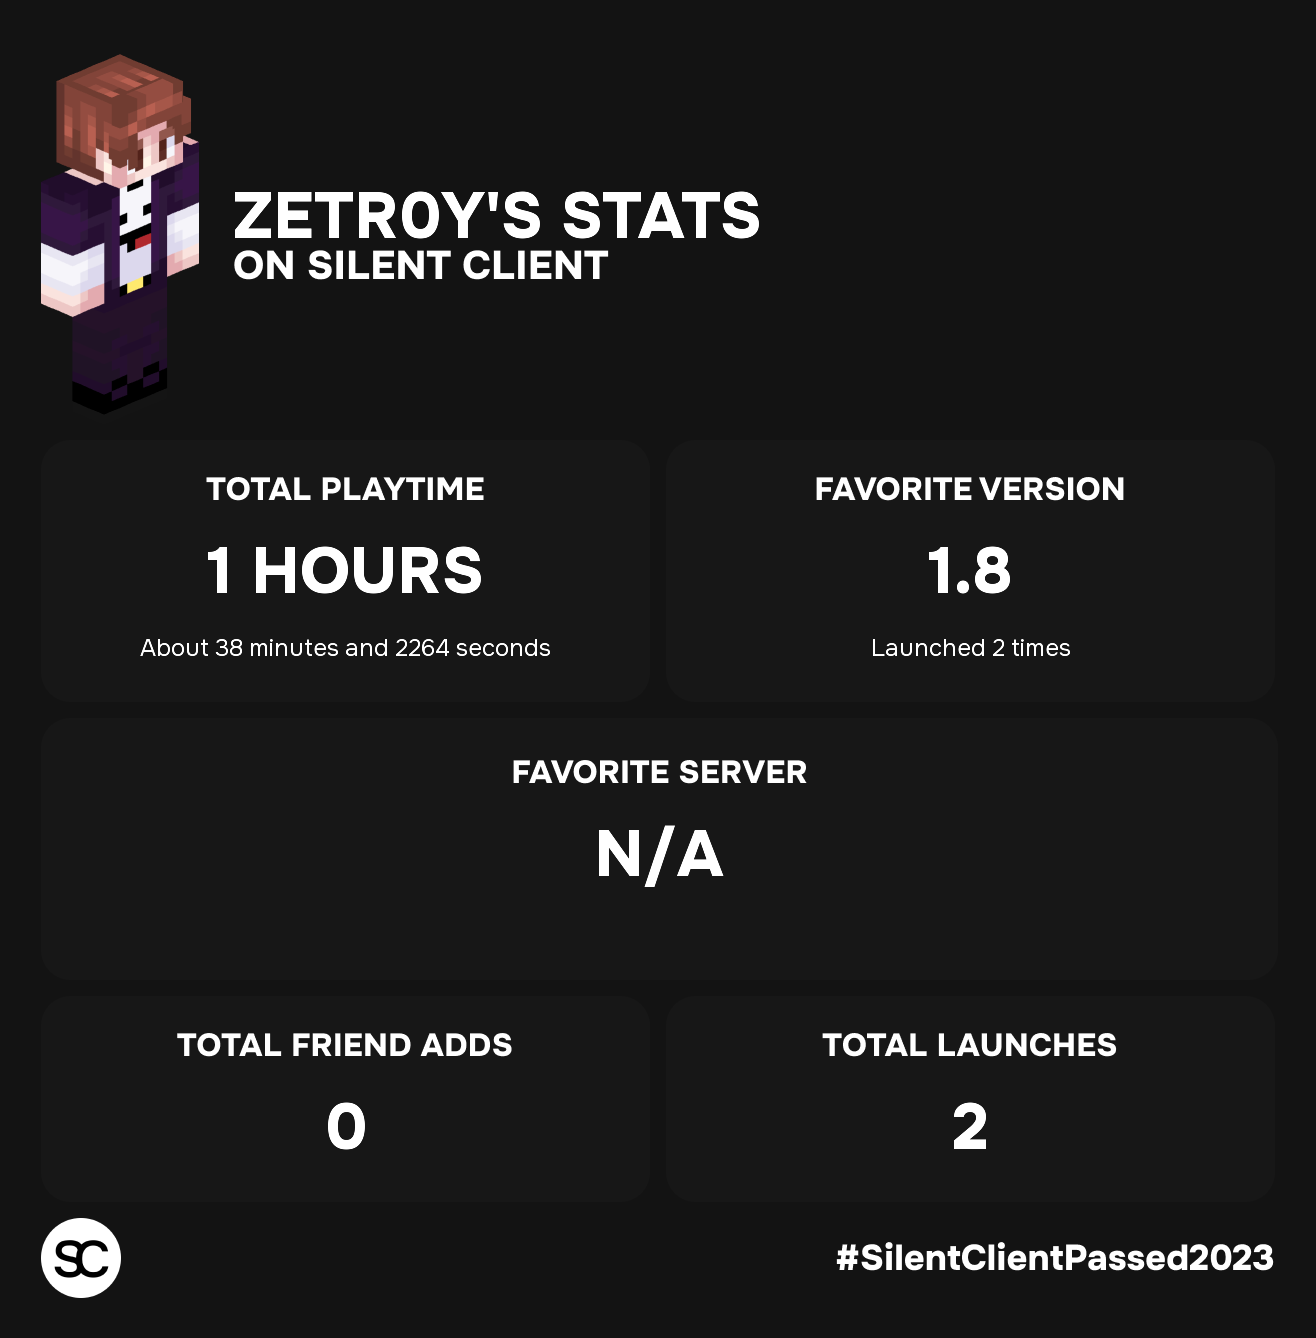 ZETR0Y'S STATS
ON SILENT CLIENT
TOTAL PLAYTIME
1 HOURS
About 38 minutes and 2264 seconds
FAVORITE VERSION
1.8
Launched 2 times
FAVORITE SERVER
N/A
TOTAL FRIEND ADDS
0
TOTAL LAUNCHES
2
SC
#SilentClientPassed2023